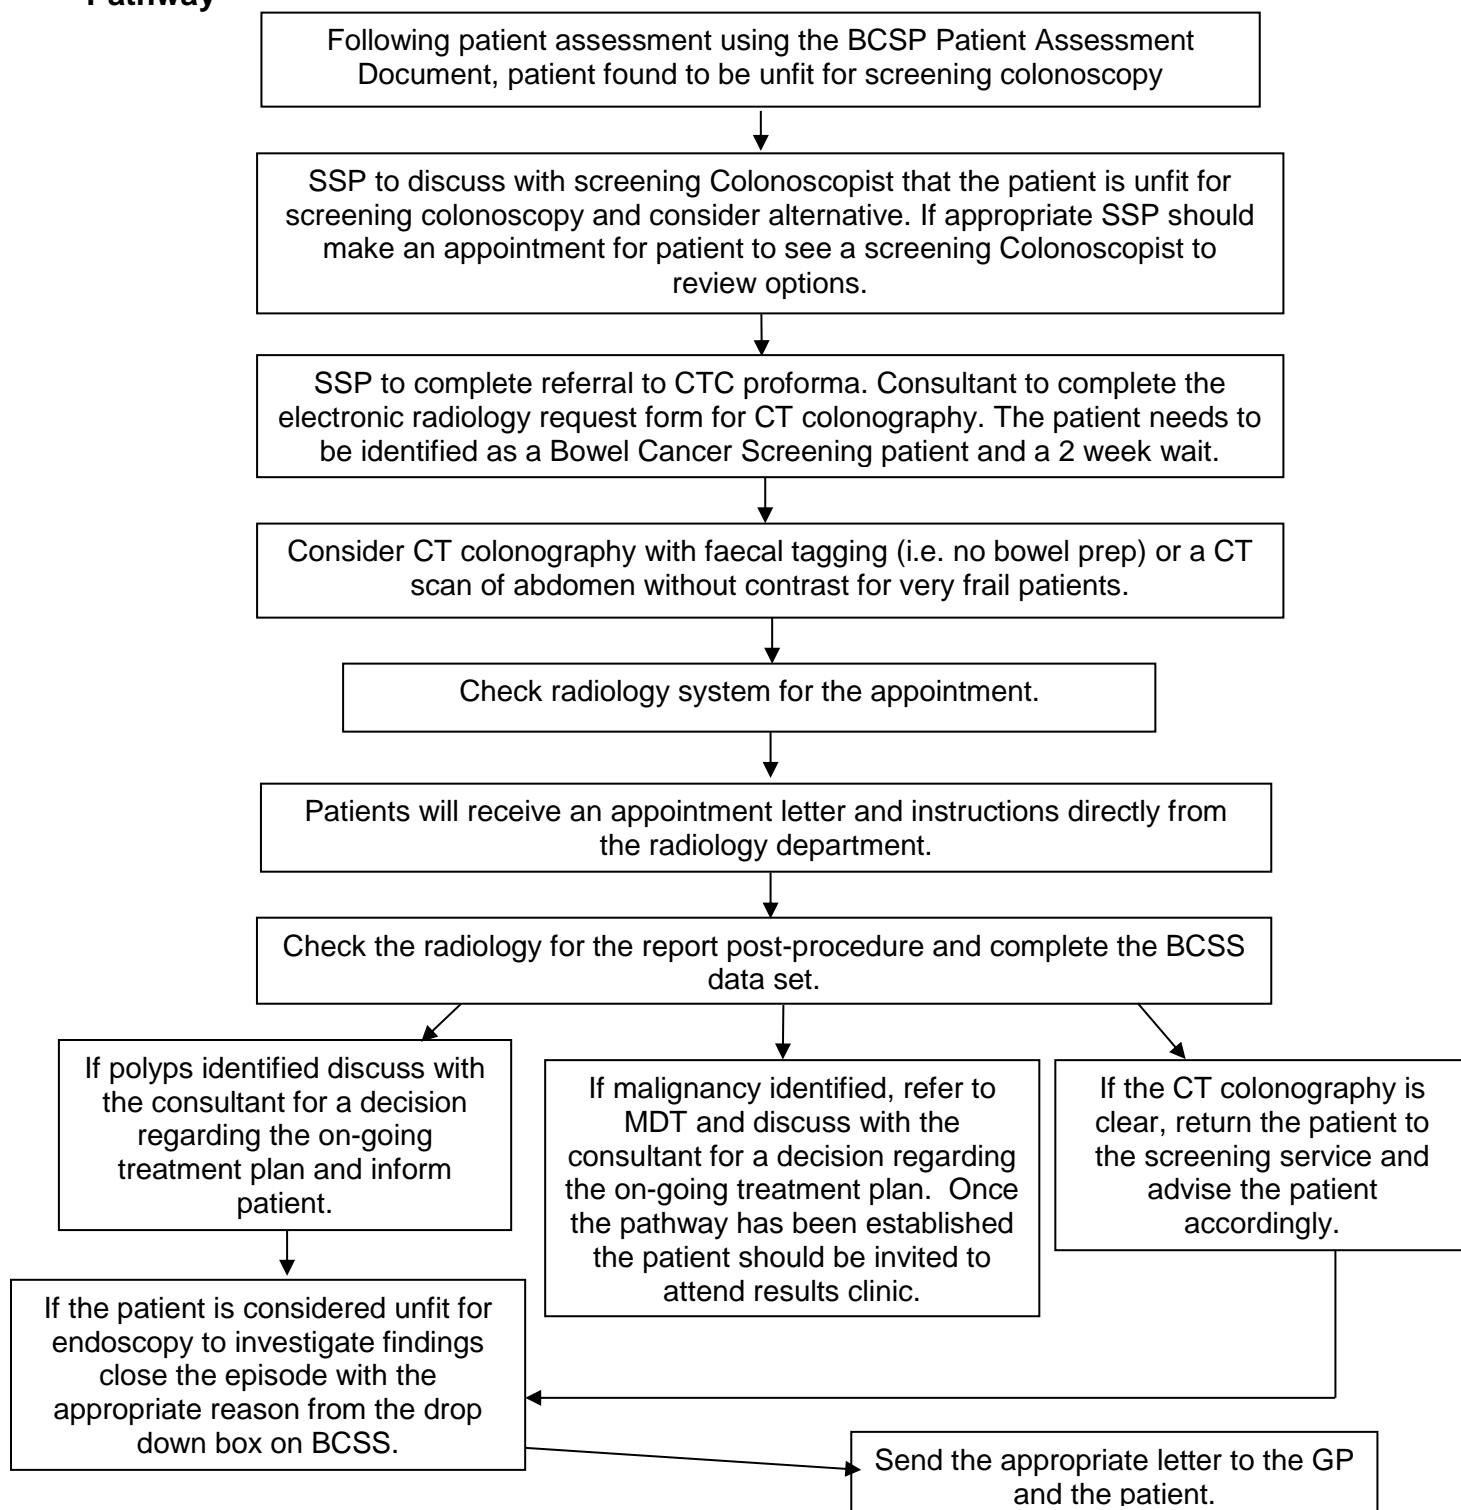 Pathway
Following patient assessment using the BCSP Patient Assessment
Document, patient found to be unfit for screening colonoscopy
SSP to discuss with screening Colonoscopist that the patient is unfit for
screening colonoscopy and consider alternative. If appropriate SSP should
make an appointment for patient to see a screening Colonoscopist to
review options.
SSP to complete referral to CTC proforma. Consultant to complete the
electronic radiology request form for CT colonography. The patient needs to
be identified as a Bowel Cancer Screening patient and a 2 week wait.
Consider CT colonography with faecal tagging (i.e. no bowel prep) or a CT
scan of abdomen without contrast for very frail patients.
Check radiology system for the appointment.
Patients will receive an appointment letter and instructions directly from
the radiology department.
Check the radiology for the report post-procedure and complete the BCSS
data set.
If polyps identified discuss with
the consultant for a decision
regarding the on-going
treatment plan and inform
patient.
If malignancy identified, refer to
MDT and discuss with the
consultant for a decision regarding
the on-going treatment plan.  Once
the pathway has been established
the patient should be invited to
attend results clinic.
If the CT colonography is
clear, return the patient to
the screening service and
advise the patient
accordingly.
If the patient is considered unfit for
endoscopy to investigate findings
close the episode with the
appropriate reason from the drop
down box on BCSS.
Send the appropriate letter to the GP
and the patient.